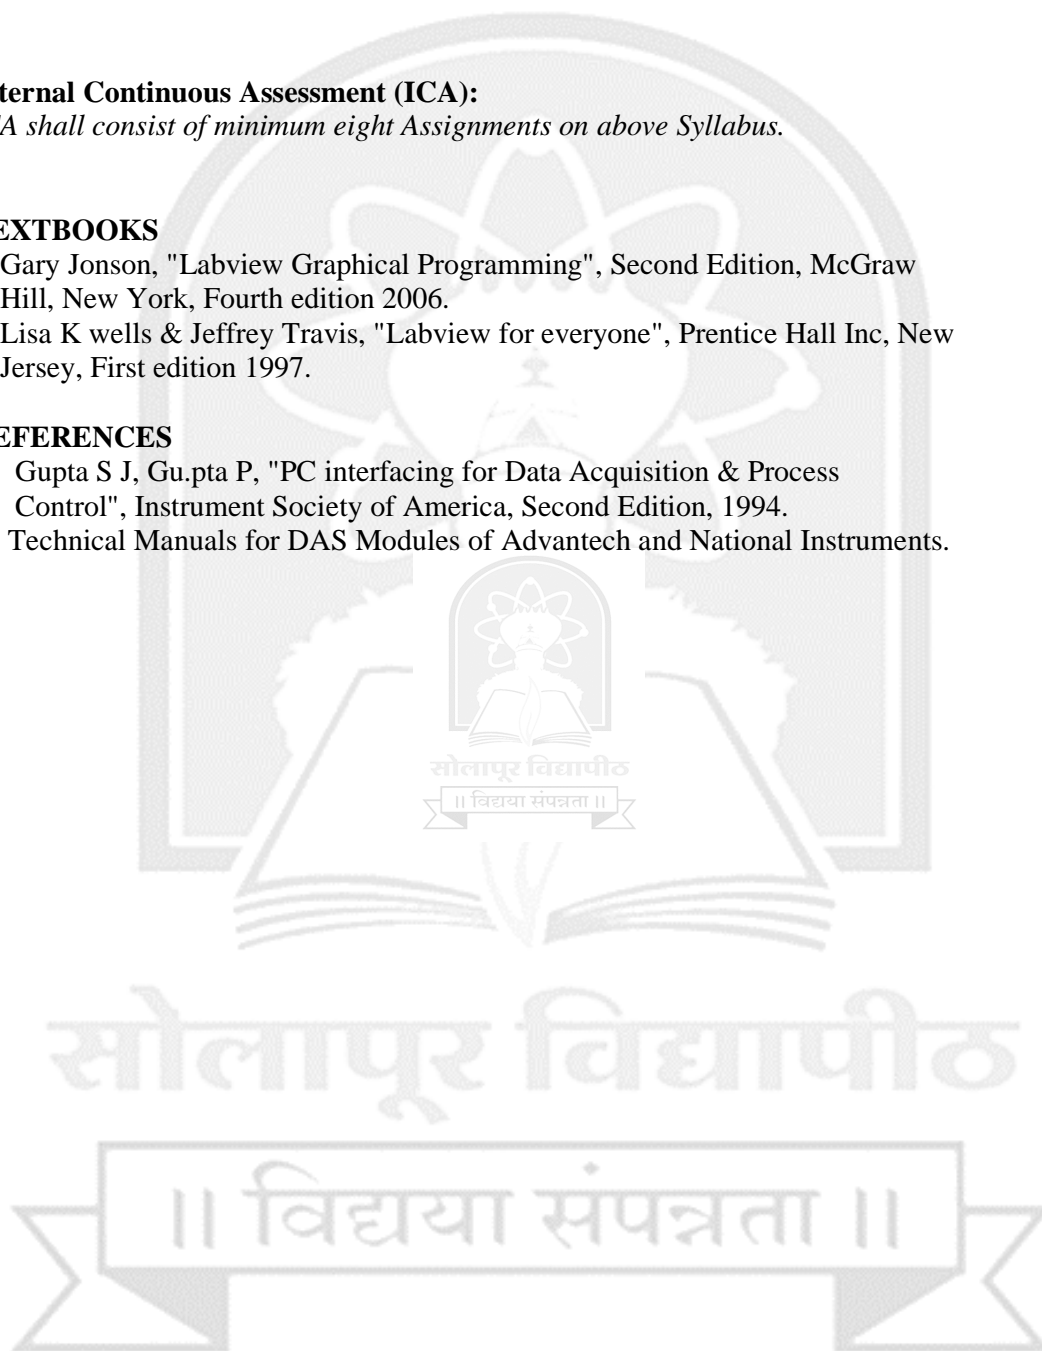 ternal Continuous Assessment (ICA):
A shall consist of minimum eight Assignments on above Syllabus.
EXTBOOKS
Gary Jonson, "Labview Graphical Programming", Second Edition, McGraw
Hill, New York, Fourth edition 2006.
Lisa K wells & Jeffrey Travis, "Labview for everyone", Prentice Hall Inc, New
Jersey, First edition 1997.
EFERENCES
Gupta S J, Gu.pta P, "PC interfacing for Data Acquisition & Process
Control", Instrument Society of America, Second Edition, 1994.
Technical Manuals for DAS Modules of Advantech and National Instruments.
सोलापूर विद्यापीठ
॥ विद्यया संपन्नता ॥
सोलापूर विद्यापीठ
॥ विद्यया संपन्नता ॥